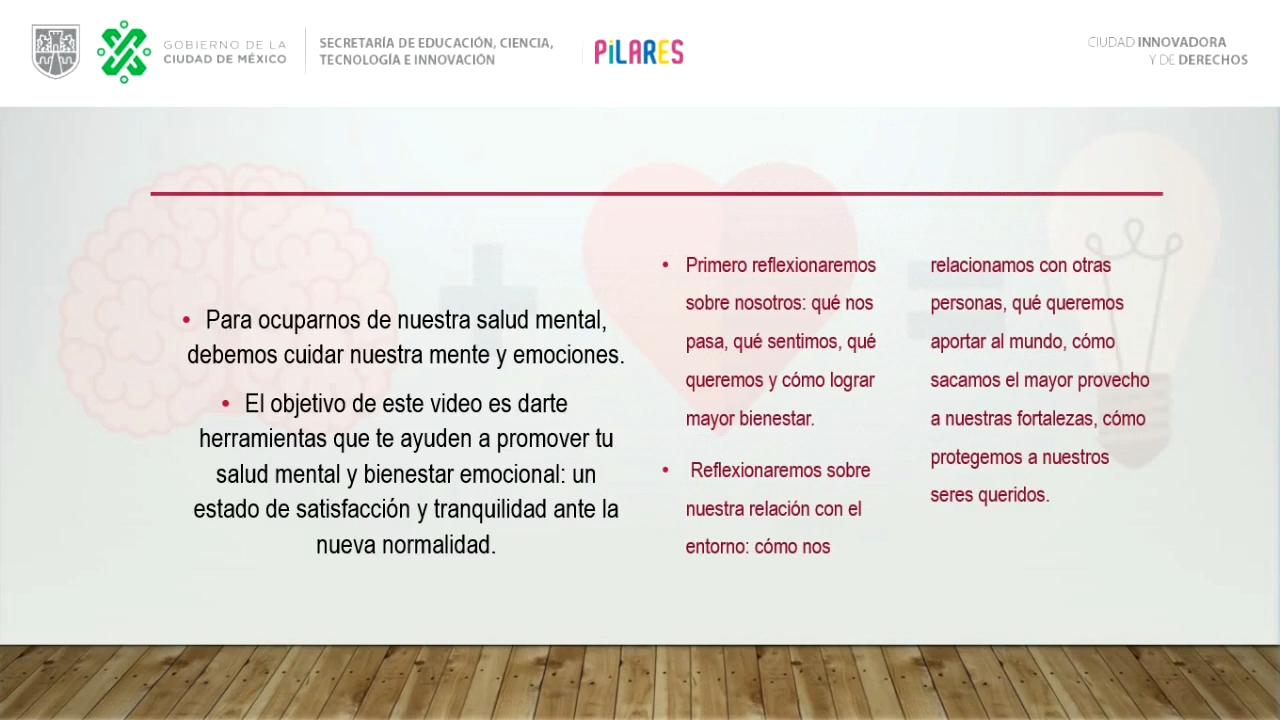 GOBIERNO DE LA
CIUDAD DE MÉXICO
SECRETARÍA DE EDUCACIÓN, CIENCIA,
TECNOLOGÍA E INNOVACIÓN
PiLARES
CIUDAD INNOVADORA
Y DE DERECHOS
• Para ocuparnos de nuestra salud mental,
debemos cuidar nuestra mente y emociones.
• El objetivo de este video es darte
herramientas que te ayuden a promover tu
salud mental y bienestar emocional: un
estado de satisfacción y tranquilidad ante la
nueva normalidad.
• Primero reflexionaremos
sobre nosotros: qué nos
pasa, qué sentimos, qué
queremos y cómo lograr
mayor bienestar.
• Reflexionaremos sobre
nuestra relación con el
entorno: cómo nos
relacionamos con otras
personas, qué queremos
aportar al mundo, cómo
sacamos el mayor provecho
a nuestras fortalezas, cómo
protegemos a nuestros
seres queridos.